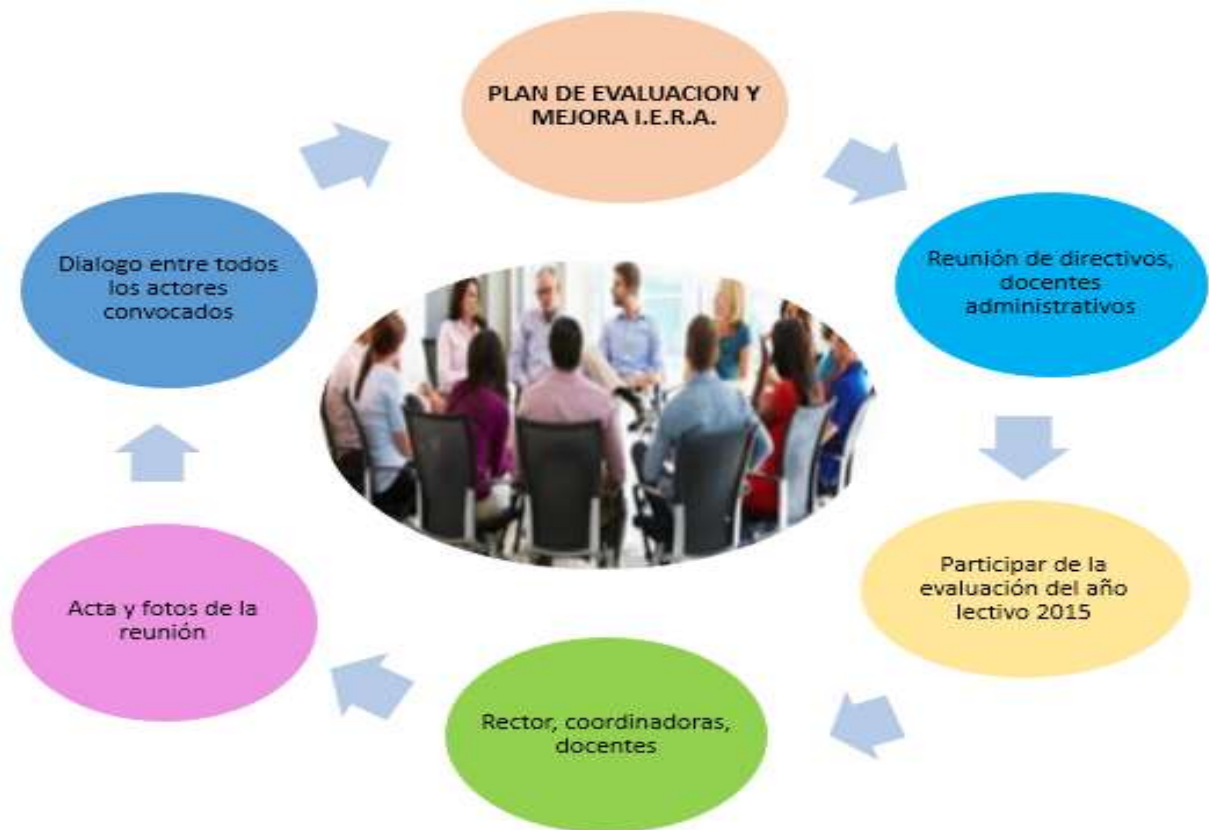 PLAN DE EVALUACION Y
MEJORA I.E.R.A.
Reunión de directivos,
docentes
administrativos
Participar de la
evaluación del año
lectivo 2015
Rector, coordinadoras,
docentes
Acta y fotos de la
reunión
Dialogo entre todos
los actores
convocados